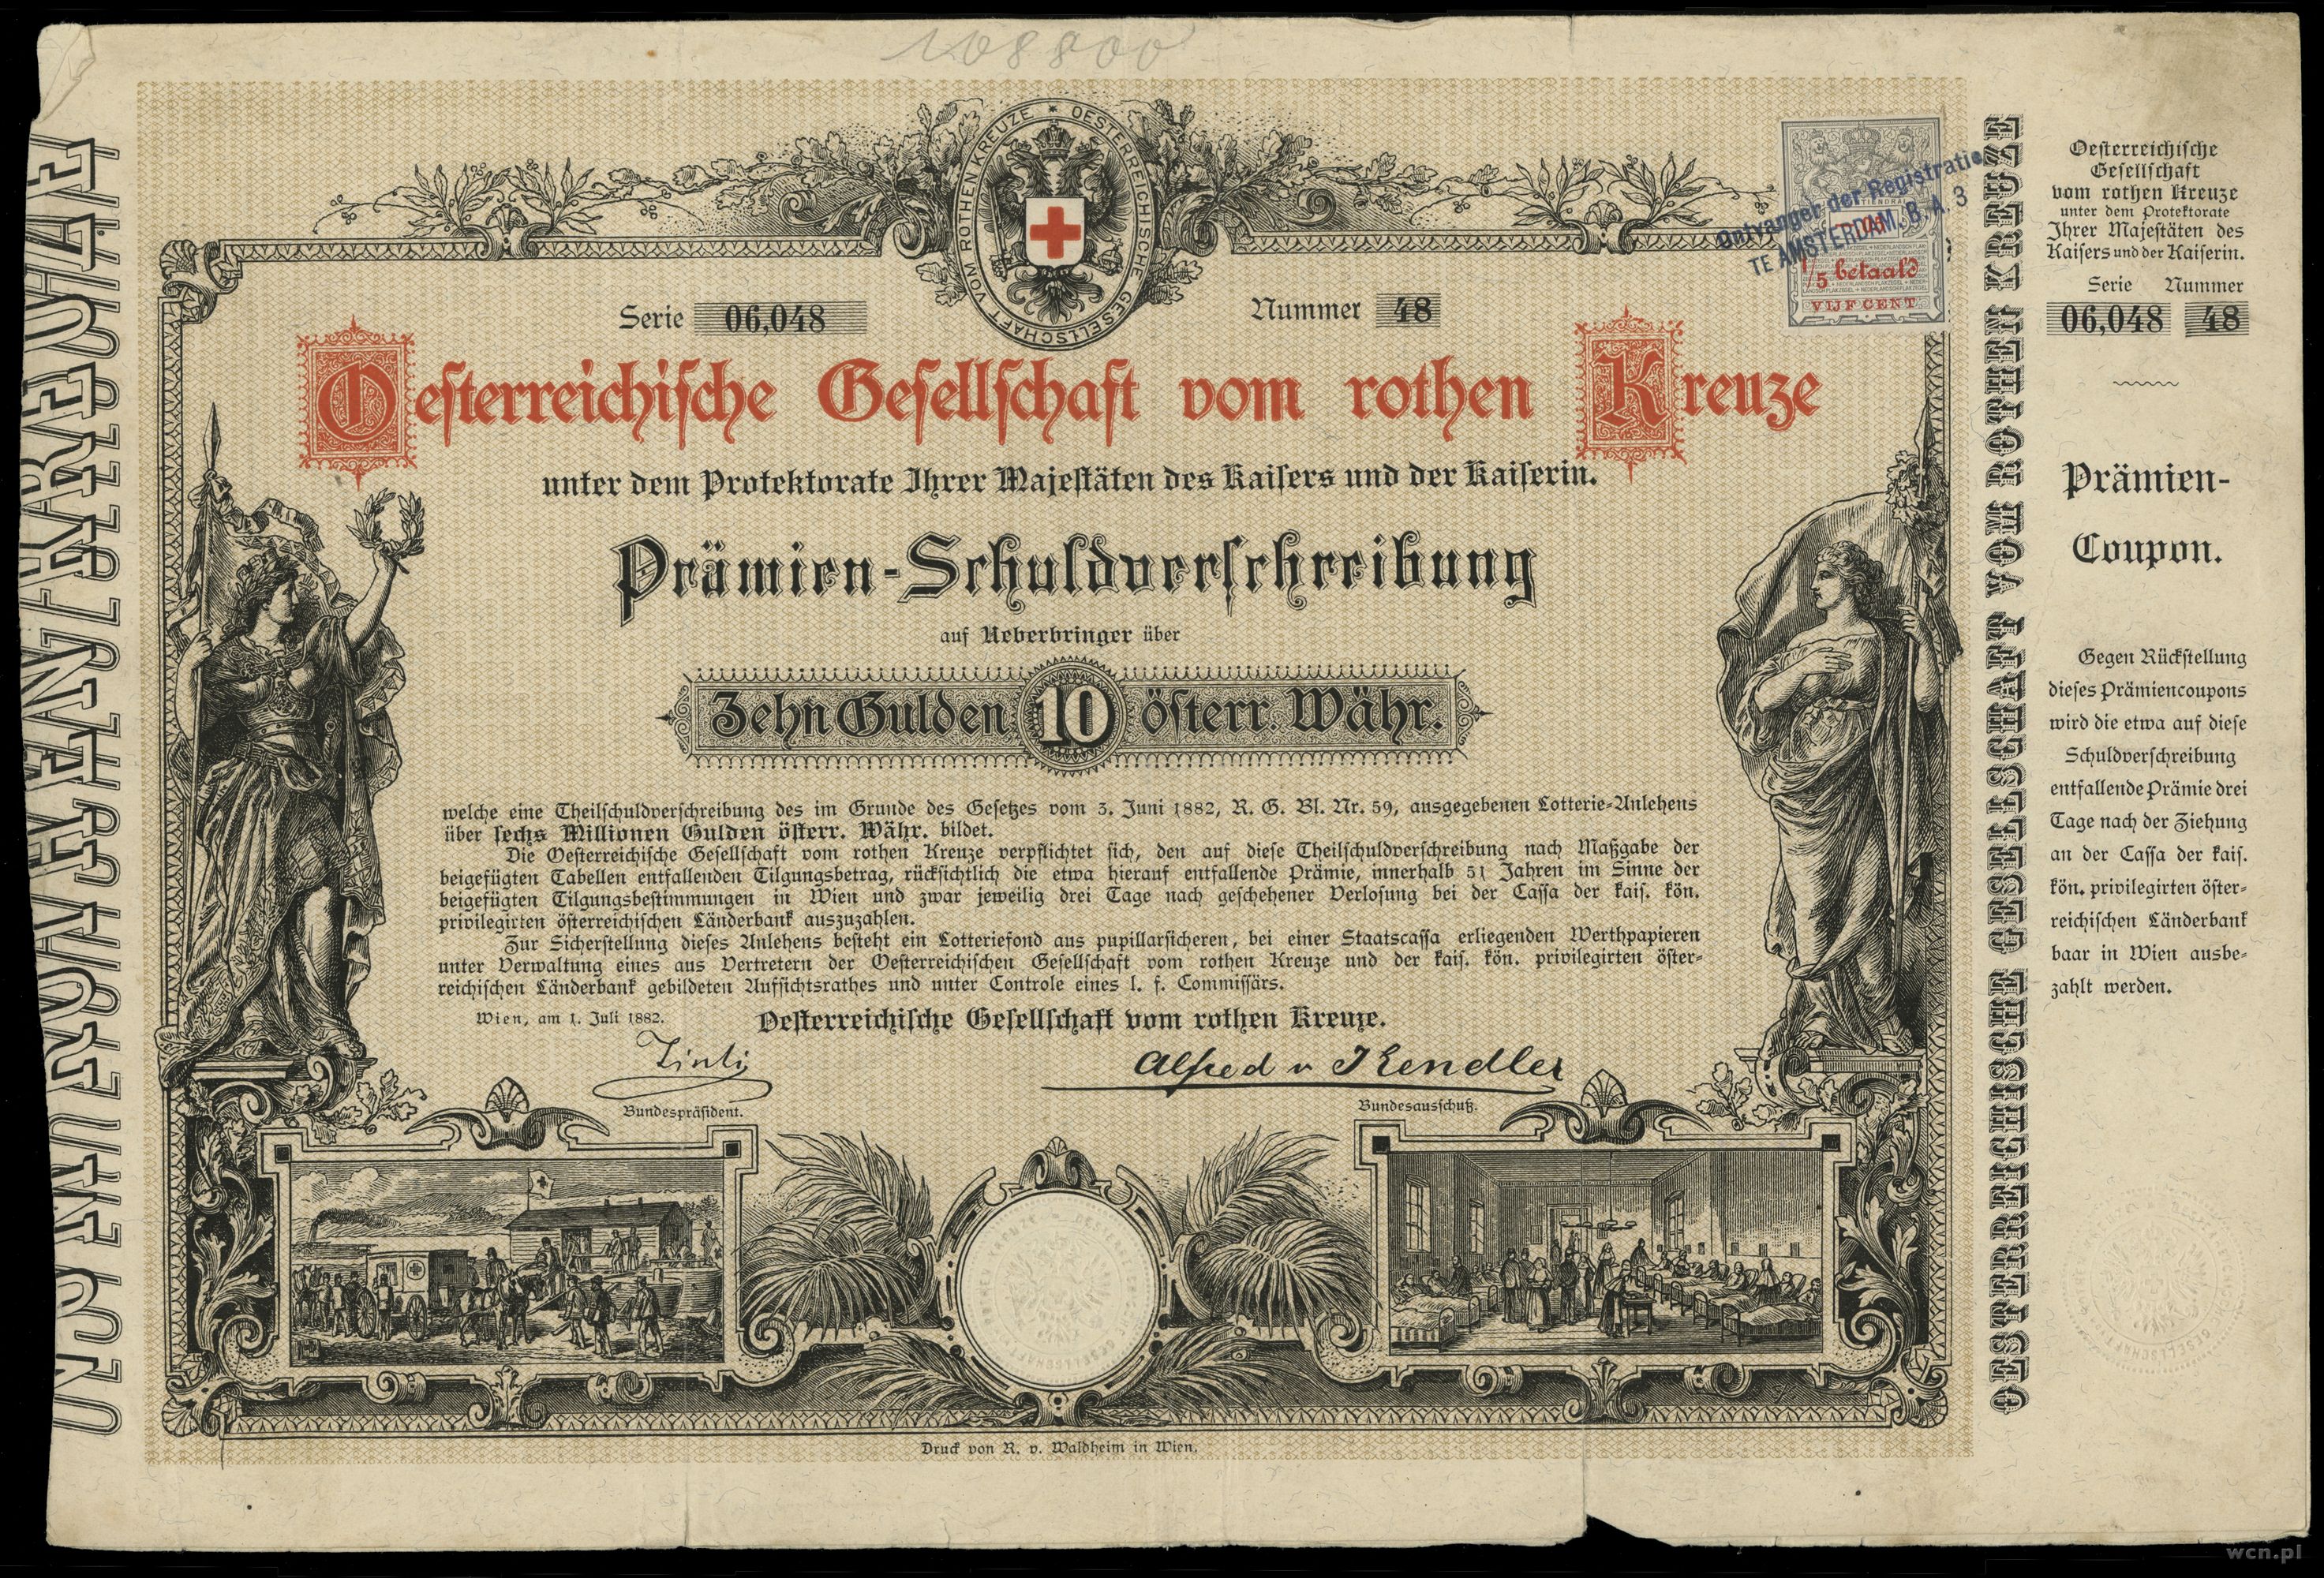 108800
VOM ROTHEN KREUZE * OESTERREICHISCHE GESELLSCHAFT
Serie 06,048
Nummer 48
Oesterreichische Gesellschaft vom rothen Kreuze
unter dem Protektorate Ihrer Majestäten des Kaisers und der Kaiserin.
Prämien-Schuldverschreibung
auf Ueberbringer über
Zehn Gulden 10 österr. Währ.
welche eine Theilschuldverschreibung des im Grunde des Gesetzes vom 3. Juni 1882, R. G. Bl. Nr. 59, ausgegebenen Lotterie-Anlehens
über sechs Millionen Gulden österr. Währ. bildet.
Die Oesterreichische Gesellschaft vom rothen Kreuze verpflichtet sich, den auf diese Theilschuldverschreibung nach Maßgabe der
beigefügten Tabellen entfallenden Tilgungsbetrag, rücksichtlich die etwa hierauf entfallende Prämie, innerhalb 51 Jahren im Sinne der
beigefügten Tilgungsbestimmungen in Wien und zwar jeweilig drei Tage nach geschehener Verlosung bei der Cassa der kais. kön.
privilegirten österreichischen Länderbank auszuzahlen.
Zur Sicherstellung dieses Anlehens besteht ein Lotteriefond aus pupillarsicheren, bei einer Staatscassa erliegenden Werthpapieren
unter Verwaltung eines aus Vertretern der Oesterreichischen Gesellschaft vom rothen Kreuze und der kais. kön. privilegirten öster-
reichischen Länderbank gebildeten Aufsichtsrathes und unter Controle eines l. f. Commissärs.
Wien, am 1. Juli 1882.
Oesterreichische Gesellschaft vom rothen Kreuze.
Alfred v
Bundespräsident.
Bundesausschuß.
Druck von R. v. Waldheim in Wien.
Ontvanger der Registratie
TE AMSTERDAM. B. A. 3
1/5 betaald
VIJF CENT
OESTERREICHISCHE GESELLSCHAFT VOM ROTHEN KREUZE
Oesterreichische
Gesellschaft
vom rothen Kreuze
unter dem Protektorate
Ihrer Majestäten des
Kaisers und der Kaiserin.
Serie Nummer
06,048 48
Prämien-
Coupon.
Gegen Rückstellung
dieses Prämiencoupons
wird die etwa auf diese
Schuldverschreibung
entfallende Prämie drei
Tage nach der Ziehung
an der Cassa der kais.
kön. privilegirten öster-
reichischen Länderbank
baar in Wien ausbe-
zahlt werden.
wcn.pl